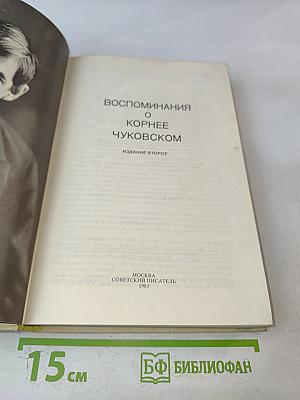 ВОСПОМИНАНИЯ
О
КОРНЕЕ
ЧУКОВСКОМ
ИЗДАНИЕ ВТОРОЕ
МОСКВА
СОВЕТСКИЙ ПИСАТЕЛЬ
1983
15 см
БФ БИБЛИОФАН